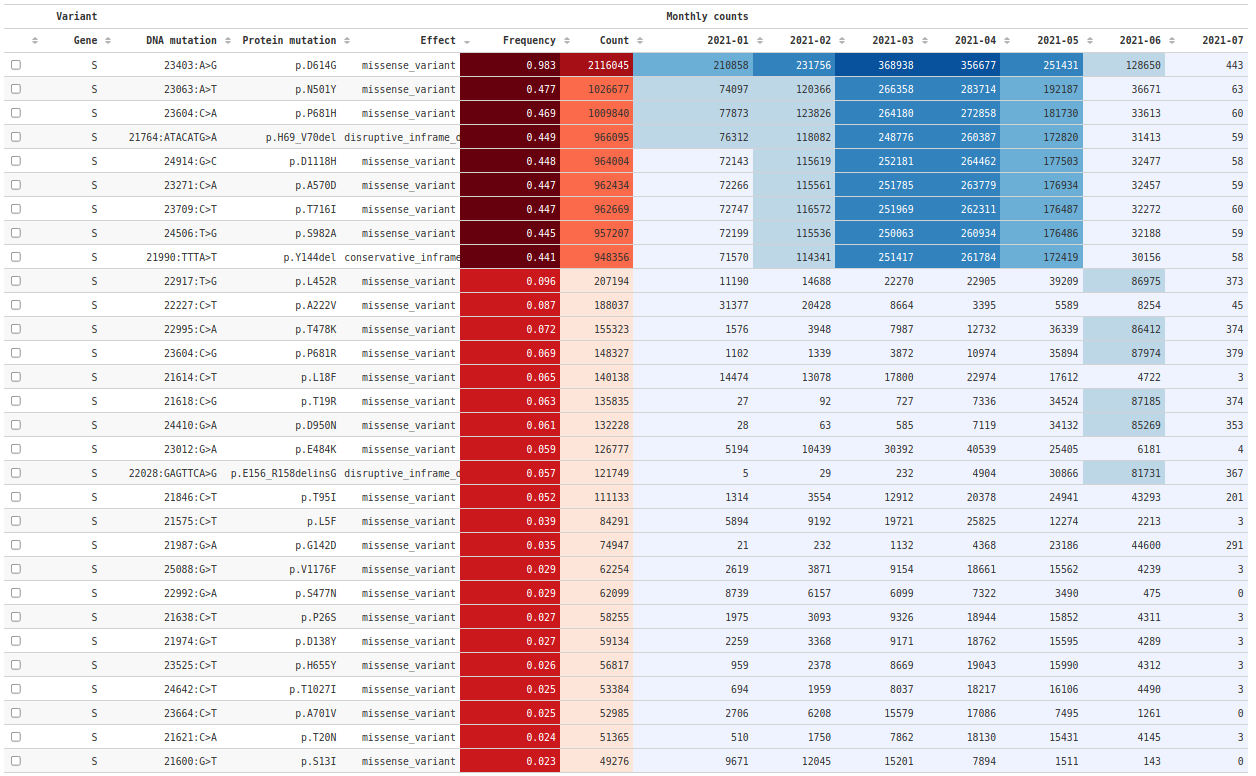 Variant Monthly counts
Gene DNA mutation Protein mutation Effect Frequency Count 2021-01 2021-02 2021-03 2021-04 2021-05 2021-06 2021-07
S 23403:A>G p.D614G missense_variant 0.983 2116045 210858 231756 368938 356677 251431 128650 443
S 23063:A>T p.N501Y missense_variant 0.477 1026677 74097 120366 266358 283714 192187 36671 63
S 23604:C>A p.P681H missense_variant 0.469 1009840 77873 123826 264180 272858 181730 33613 60
S 21764:ATACATG>A p.H69_V70del disruptive_inframe_d 0.449 966095 76312 118082 248776 260387 172820 31413 59
S 24914:G>C p.D1118H missense_variant 0.448 964004 72143 115619 252181 264462 177503 32477 58
S 23271:C>A p.A570D missense_variant 0.447 962434 72266 115561 251785 263779 176934 32457 59
S 23709:C>T p.T716I missense_variant 0.447 962669 72747 116572 251969 262311 176487 32272 60
S 24506:T>G p.S982A missense_variant 0.445 957207 72199 115536 250063 260934 176486 32188 59
S 21990:TTTA>T p.Y144del conservative_inframe 0.441 948356 71570 114341 251417 261784 172419 30156 58
S 22917:T>G p.L452R missense_variant 0.096 207194 11190 14688 22270 22905 39209 86975 373
S 22227:C>T p.A222V missense_variant 0.087 188037 31377 20428 8664 3395 5589 8254 45
S 22995:C>A p.T478K missense_variant 0.072 155323 1576 3948 7987 12732 36339 86412 374
S 23604:C>G p.P681R missense_variant 0.069 148327 1102 1339 3872 10974 35894 87974 379
S 21614:C>T p.L18F missense_variant 0.065 140138 14474 13078 17800 22974 17612 4722 3
S 21618:C>G p.T19R missense_variant 0.063 135835 27 92 727 7336 34524 87185 374
S 24410:G>A p.D950N missense_variant 0.061 132228 28 63 585 7119 34132 85269 353
S 23012:G>A p.E484K missense_variant 0.059 126777 5194 10439 30392 40539 25405 6181 4
S 22028:GAGTTCA>G p.E156_R158delinsG disruptive_inframe_d 0.057 121749 5 29 232 4904 30866 81731 367
S 21846:C>T p.T95I missense_variant 0.052 111133 1314 3554 12912 20378 24941 43293 201
S 21575:C>T p.L5F missense_variant 0.039 84291 5894 9192 19721 25825 12274 2213 3
S 21987:G>A p.G142D missense_variant 0.035 74947 21 232 1132 4368 23186 44600 291
S 25088:G>T p.V1176F missense_variant 0.029 62254 2619 3871 9154 18661 15562 4239 3
S 22992:G>A p.S477N missense_variant 0.029 62099 8739 6157 6099 7322 3490 475 0
S 21638:C>T p.P26S missense_variant 0.027 58255 1975 3093 9326 18944 15852 4311 3
S 21974:G>T p.D138Y missense_variant 0.027 59134 2259 3368 9171 18762 15595 4289 3
S 23525:C>T p.H655Y missense_variant 0.026 56817 959 2378 8669 19043 15990 4312 3
S 24642:C>T p.T1027I missense_variant 0.025 53384 694 1959 8037 18217 16106 4490 3
S 23664:C>T p.A701V missense_variant 0.025 52985 2706 6208 15579 17086 7495 1261 0
S 21621:C>A p.T20N missense_variant 0.024 51365 510 1750 7862 18130 15431 4145 3
S 21600:G>T p.S13I missense_variant 0.023 49276 9671 12045 15201 7894 1511 143 0